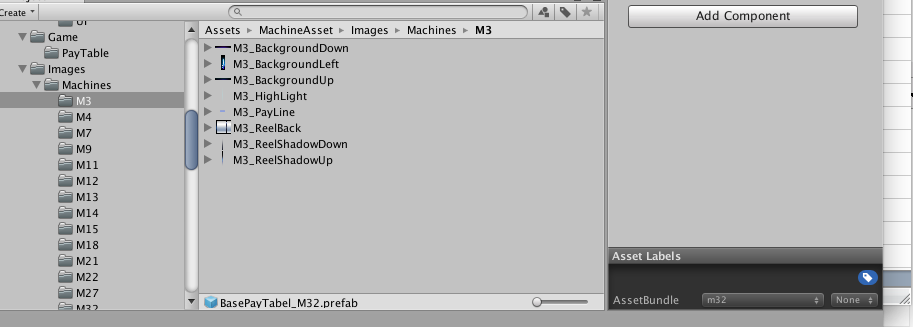 Create
Add Component
UI
Game
PayTable
Images
Machines
M3
M4
M7
M9
M11
M12
M13
M14
M15
M18
M21
M22
M27
M32
Assets ▸ MachineAsset ▸ Images ▸ Machines ▸ M3
M3_BackgroundDown
M3_BackgroundLeft
M3_BackgroundUp
M3_HighLight
M3_PayLine
M3_ReelBack
M3_ReelShadowDown
M3_ReelShadowUp
BasePayTabel_M32.prefab
Asset Labels
AssetBundle m32 None